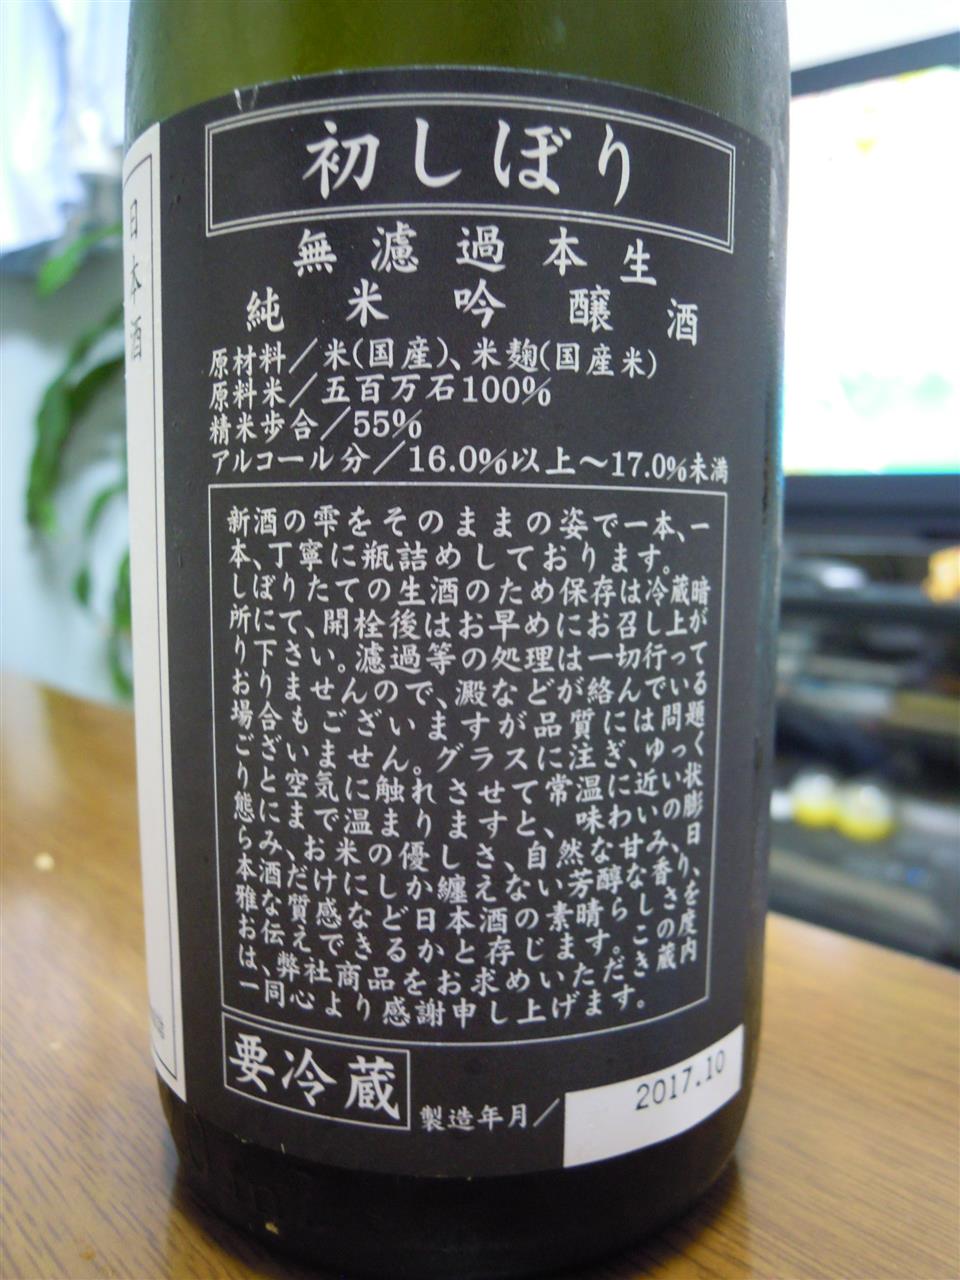 初しぼり
無濾過本生
純米吟醸酒
日本酒
原材料／米(国産)、米麹(国産米)
原料米／五百万石100%
精米歩合／55%
アルコール分／16.0%以上～17.0%未満
新酒の雫をそのままの姿で一本、一
本、丁寧に瓶詰めしております。
しぼりたての生酒のため保存は冷蔵暗
所にて、開栓後はお早めにお召し上が
り下さい。濾過等の処理は一切行って
おりませんので、澱などが絡んでいる
場合もございますが品質には問題
ございません。グラスに注ぎ、ゆっく
りと空気に触れさせて常温に近い状
態にまで温まりますと、味わいの膨
らみ、お米の優しさ、自然な甘み、日
本酒だけにしか纏えない芳醇な香り、
雅な質感など日本酒の素晴らしさを
お伝えできるかと存じます。この度
は、弊社商品をお求めいただき蔵内
一同心より感謝申し上げます。
要冷蔵
製造年月／
2017.10